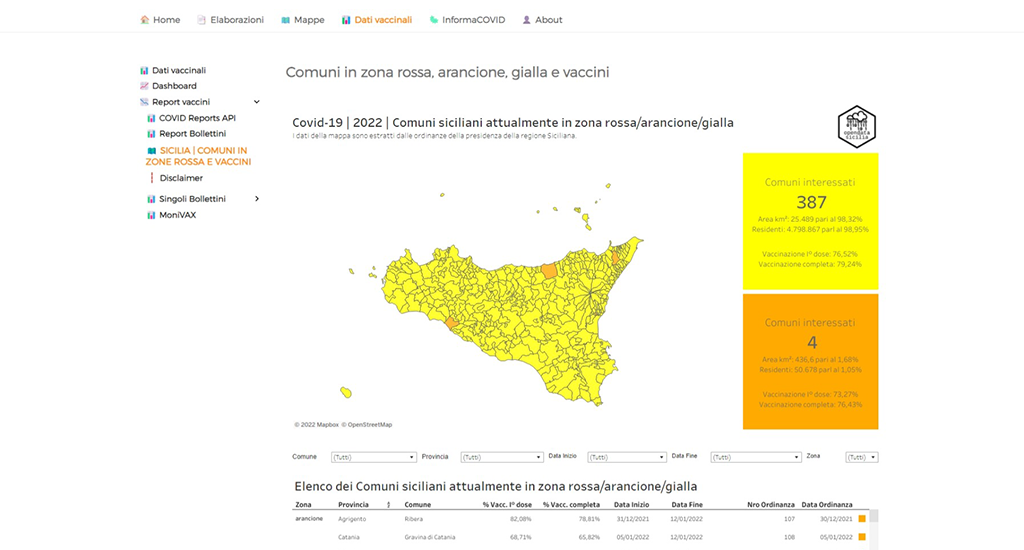 Home Elaborazioni Mappe Dati vaccinali InformaCOVID About
Dati vaccinali
Dashboard
Report vaccini
COVID Reports API
Report Bollettini
SICILIA | COMUNI IN
ZONE ROSSA E VACCINI
Disclaimer
Singoli Bollettini
MoniVAX
Comuni in zona rossa, arancione, gialla e vaccini
Covid-19 | 2022 | Comuni siciliani attualmente in zona rossa/arancione/gialla
I dati della mappa sono estratti dalle ordinanze della presidenza della regione Siciliana.
opendata
sicilia
Comuni interessati
387
Area km²: 25.489 pari al 98,32%
Residenti: 4.798.867 pari al 98,95%
Vaccinazione Iº dose: 76,52%
Vaccinazione completa: 79,24%
Comuni interessati
4
Area km²: 436,6 pari al 1,68%
Residenti: 50.678 pari al 1,05%
Vaccinazione Iº dose: 73,27%
Vaccinazione completa: 76,43%
© 2022 Mapbox © OpenStreetMap
Comune (Tutti) Provincia (Tutti) Data Inizio (Tutti) Data Fine (Tutti) Zona (Tutti)
Elenco dei Comuni siciliani attualmente in zona rossa/arancione/gialla
Zona Provincia Comune % Vacc. Iº dose % Vacc. completa Data Inizio Data Fine Nro Ordinanza Data Ordinanza
arancione Agrigento Ribera 82,08% 78,81% 31/12/2021 12/01/2022 107 30/12/2021
Catania Gravina di Catania 68,71% 65,82% 05/01/2022 12/01/2022 108 05/01/2022